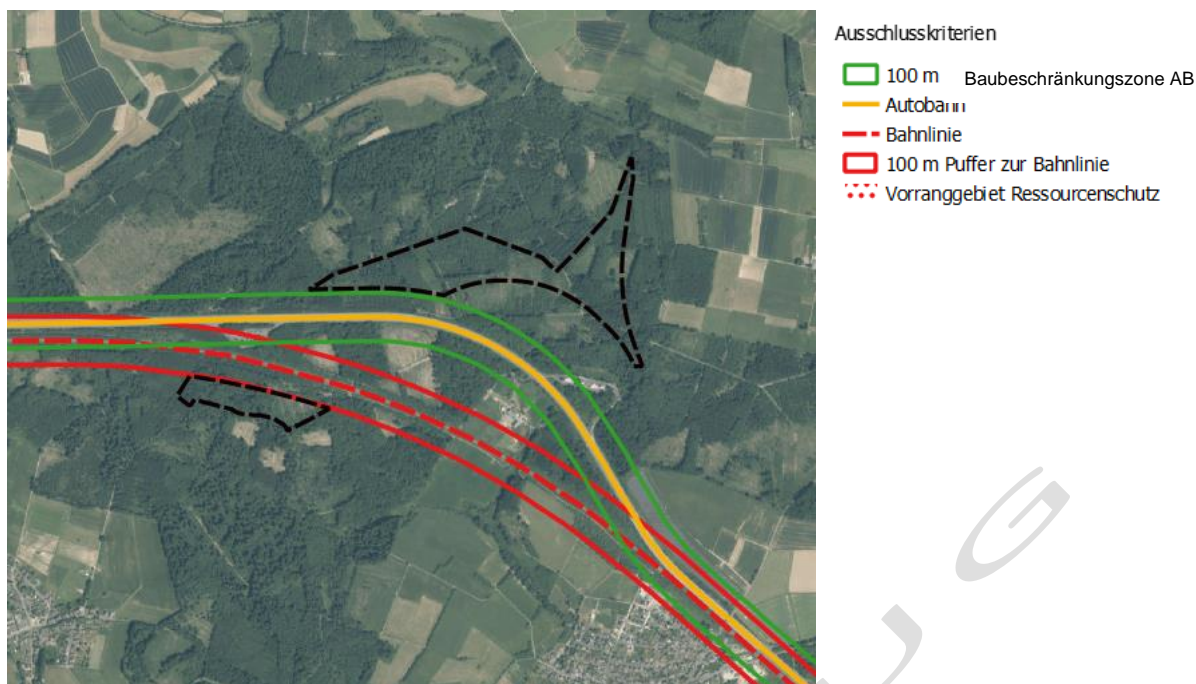 Ausschlusskriterien
100 m Baubeschränkungszone AB
Autobahn
Bahnlinie
100 m Puffer zur Bahnlinie
Vorranggebiet Ressourcenschutz
U G